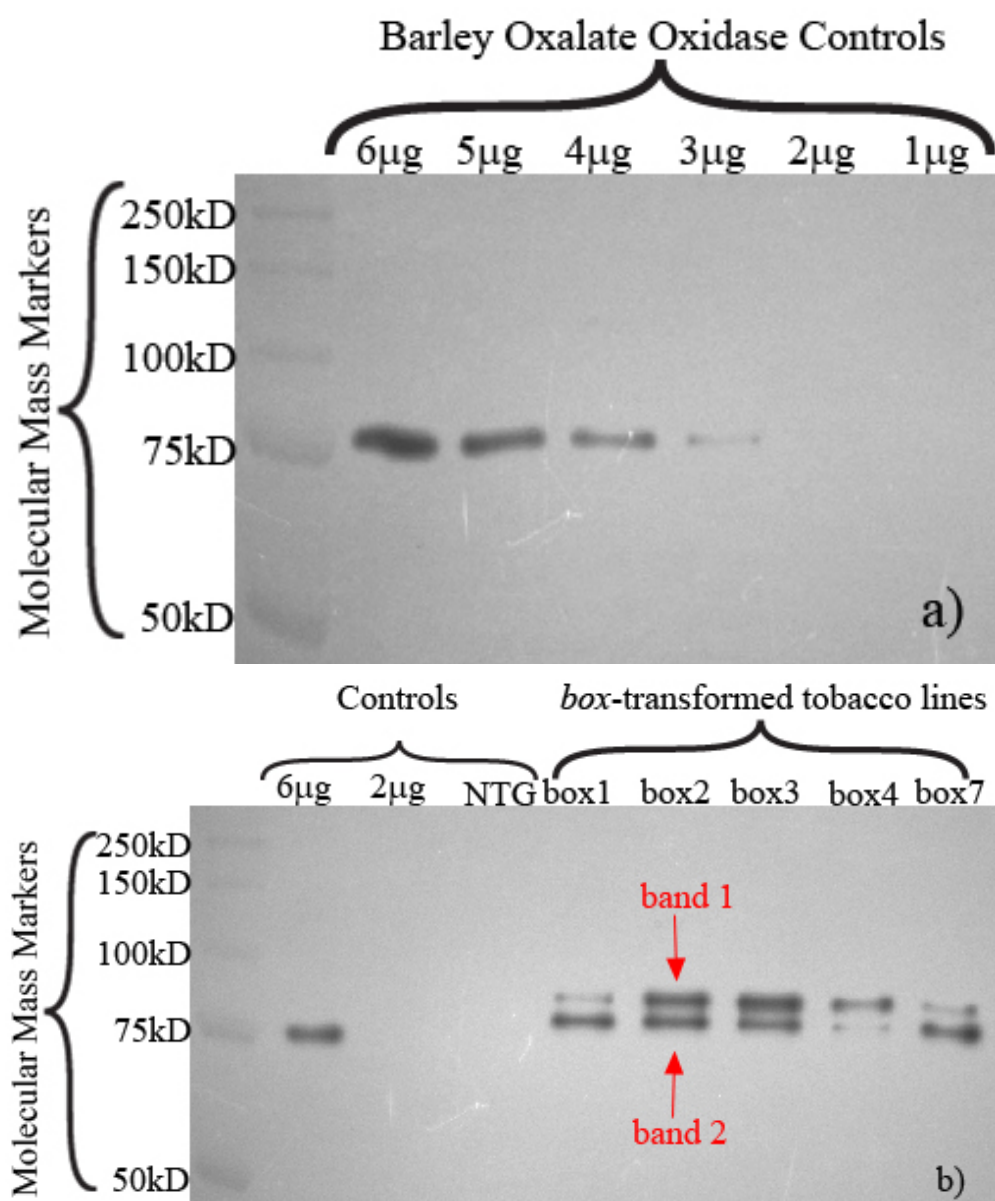 Barley Oxalate Oxidase Controls
6µg 5µg 4µg 3µg 2µg 1µg
Molecular Mass Markers
250kD
150kD
100kD
75kD
50kD
a)
Controls
box-transformed tobacco lines
6µg 2µg NTG box1 box2 box3 box4 box7
Molecular Mass Markers
250kD
150kD
100kD
75kD
50kD
band 1
band 2
b)